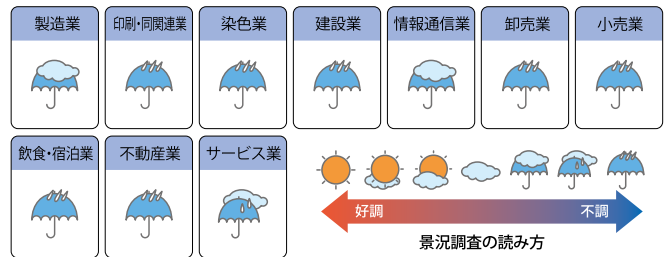 製造業
印刷・同関連業
染色業
建設業
情報通信業
卸売業
小売業
飲食・宿泊業
不動産業
サービス業
好調
不調
景況調査の読み方